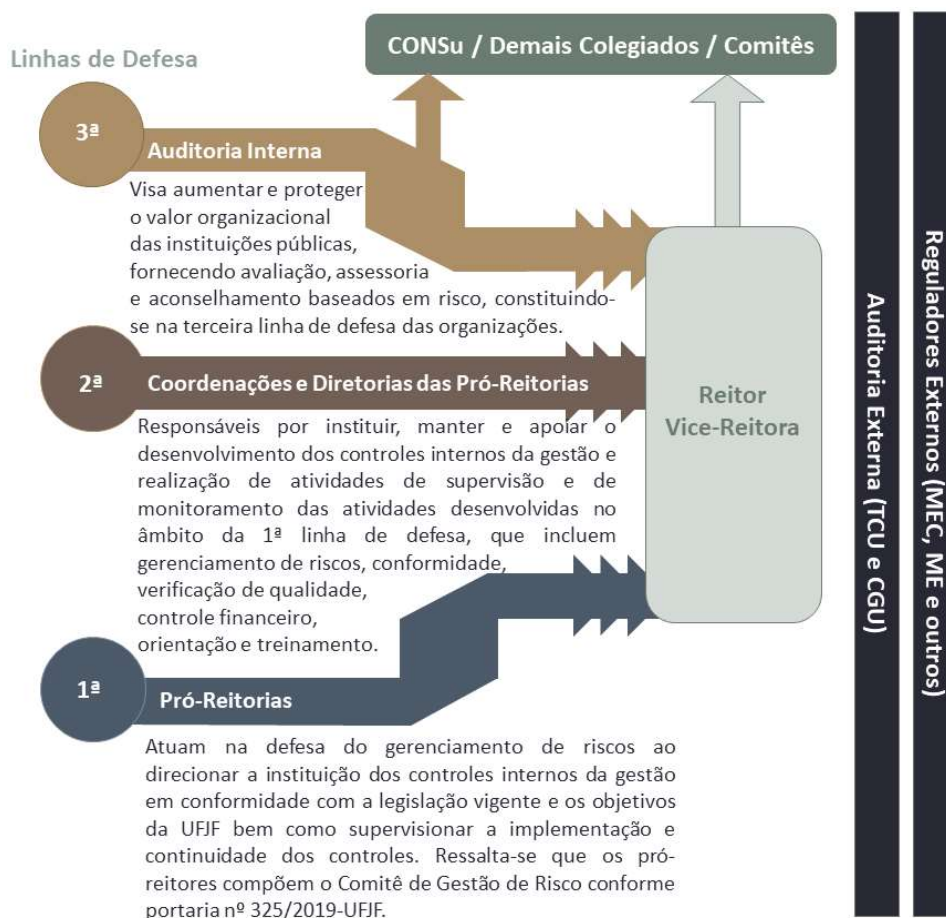 Linhas de Defesa
CONSu / Demais Colegiados / Comitês
3ª
Auditoria Interna
Visa aumentar e proteger
o valor organizacional
das instituições públicas,
fornecendo avaliação, assessoria
e aconselhamento baseados em risco, constituindo-
se na terceira linha de defesa das organizações.
2ª
Coordenações e Diretorias das Pró-Reitorias
Responsáveis por instituir, manter e apoiar o
desenvolvimento dos controles internos da gestão e
realização de atividades de supervisão e de
monitoramento das atividades desenvolvidas no
âmbito da 1ª linha de defesa, que incluem
gerenciamento de riscos, conformidade,
verificação de qualidade,
controle financeiro,
orientação e treinamento.
1ª
Pró-Reitorias
Atuam na defesa do gerenciamento de riscos ao
direcionar a instituição dos controles internos da gestão
em conformidade com a legislação vigente e os objetivos
da UFJF bem como supervisionar a implementação e
continuidade dos controles. Ressalta-se que os pró-
reitores compõem o Comitê de Gestão de Risco conforme
portaria nº 325/2019-UFJF.
Reitor
Vice-Reitora
Auditoria Externa (TCU e CGU)
Reguladores Externos (MEC, ME e outros)